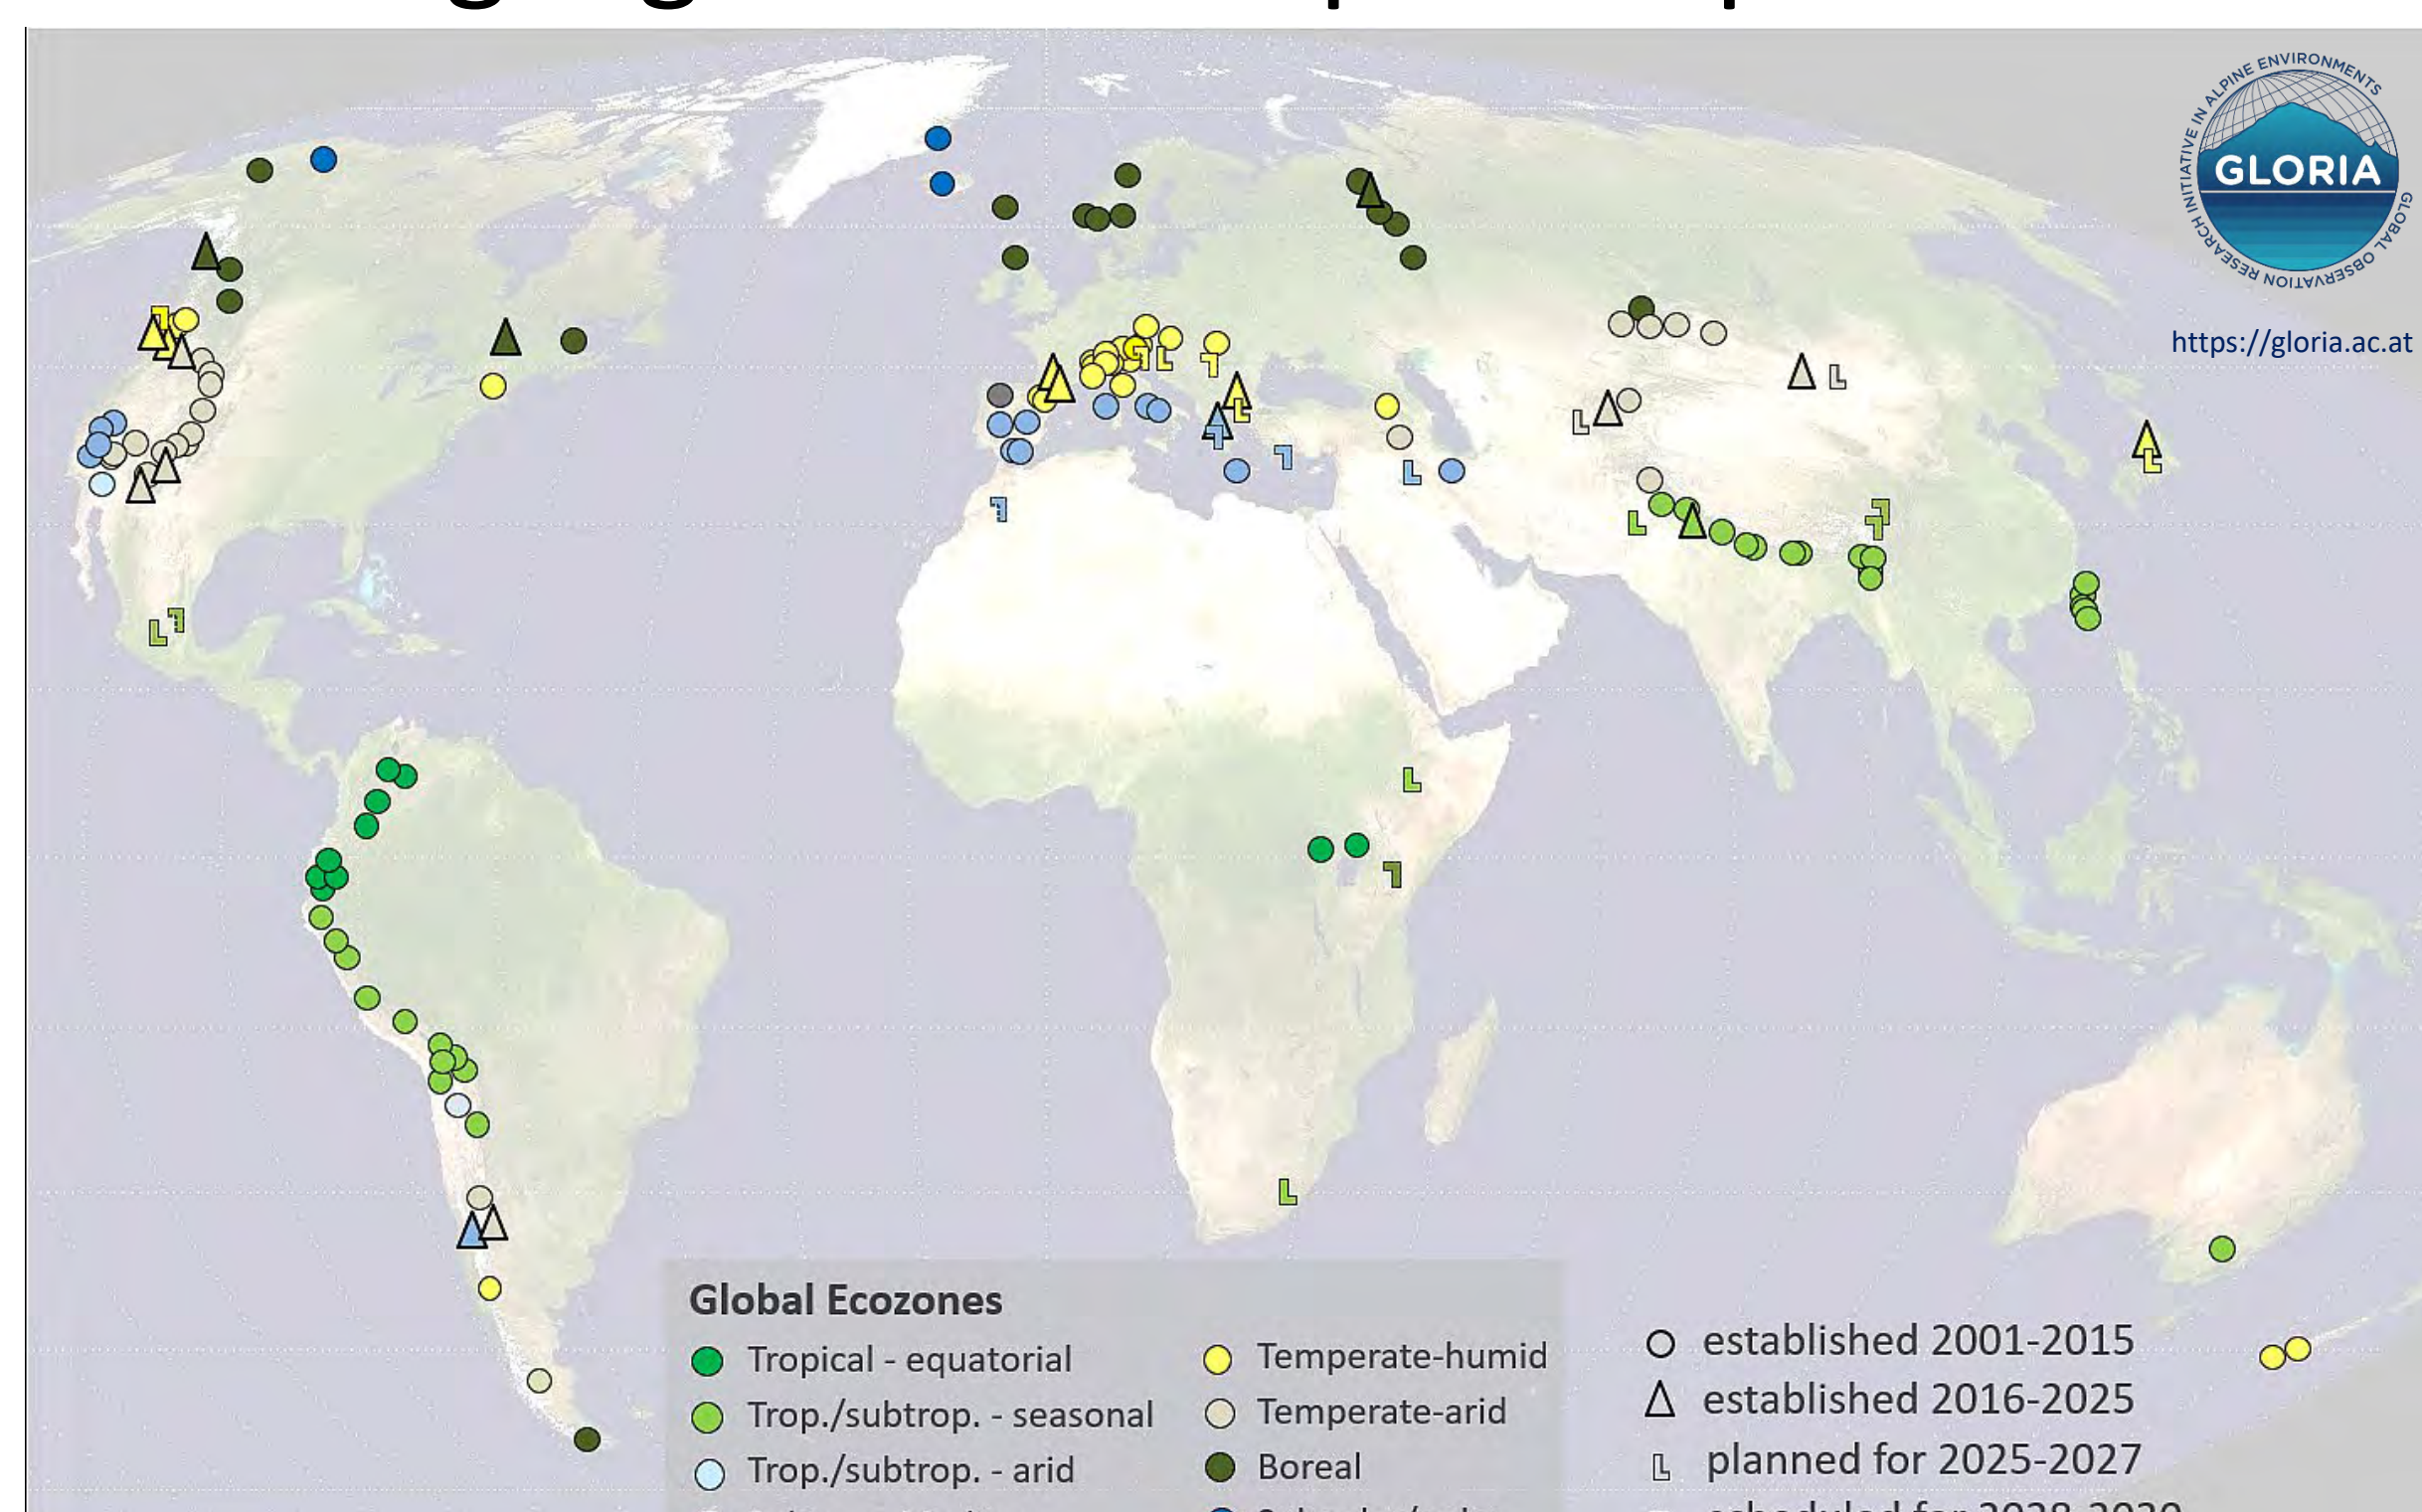 GLOBAL OBSERVATION RESEARCH INITIATIVE IN ALPINE ENVIRONMENTS
GLORIA
https://gloria.ac.at
Global Ecozones
Tropical - equatorial
Trop./subtrop. - seasonal
Trop./subtrop. - arid
Temperate-humid
Temperate-arid
Boreal
established 2001-2015
established 2016-2025
planned for 2025-2027